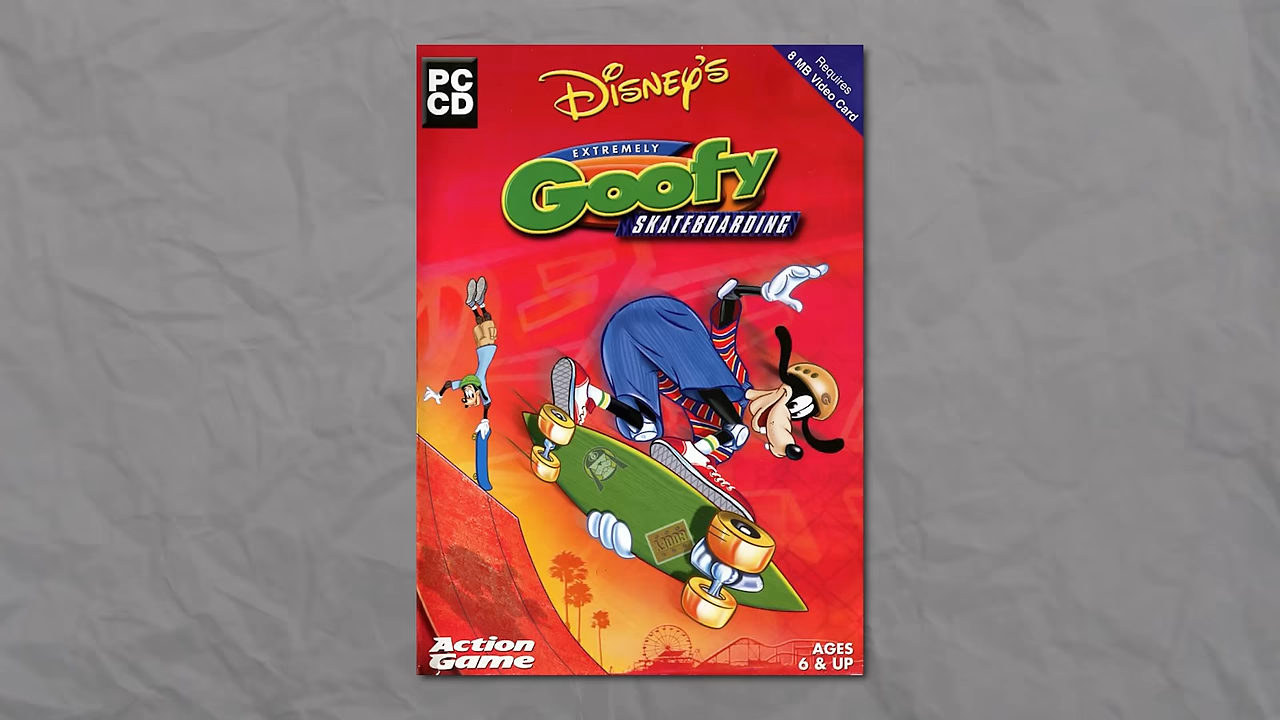 PC
CD
Disney's
Requires
8 MB Video Card
EXTREMELY
Goofy
SKATEBOARDING
Action
Game
AGES
6 & UP